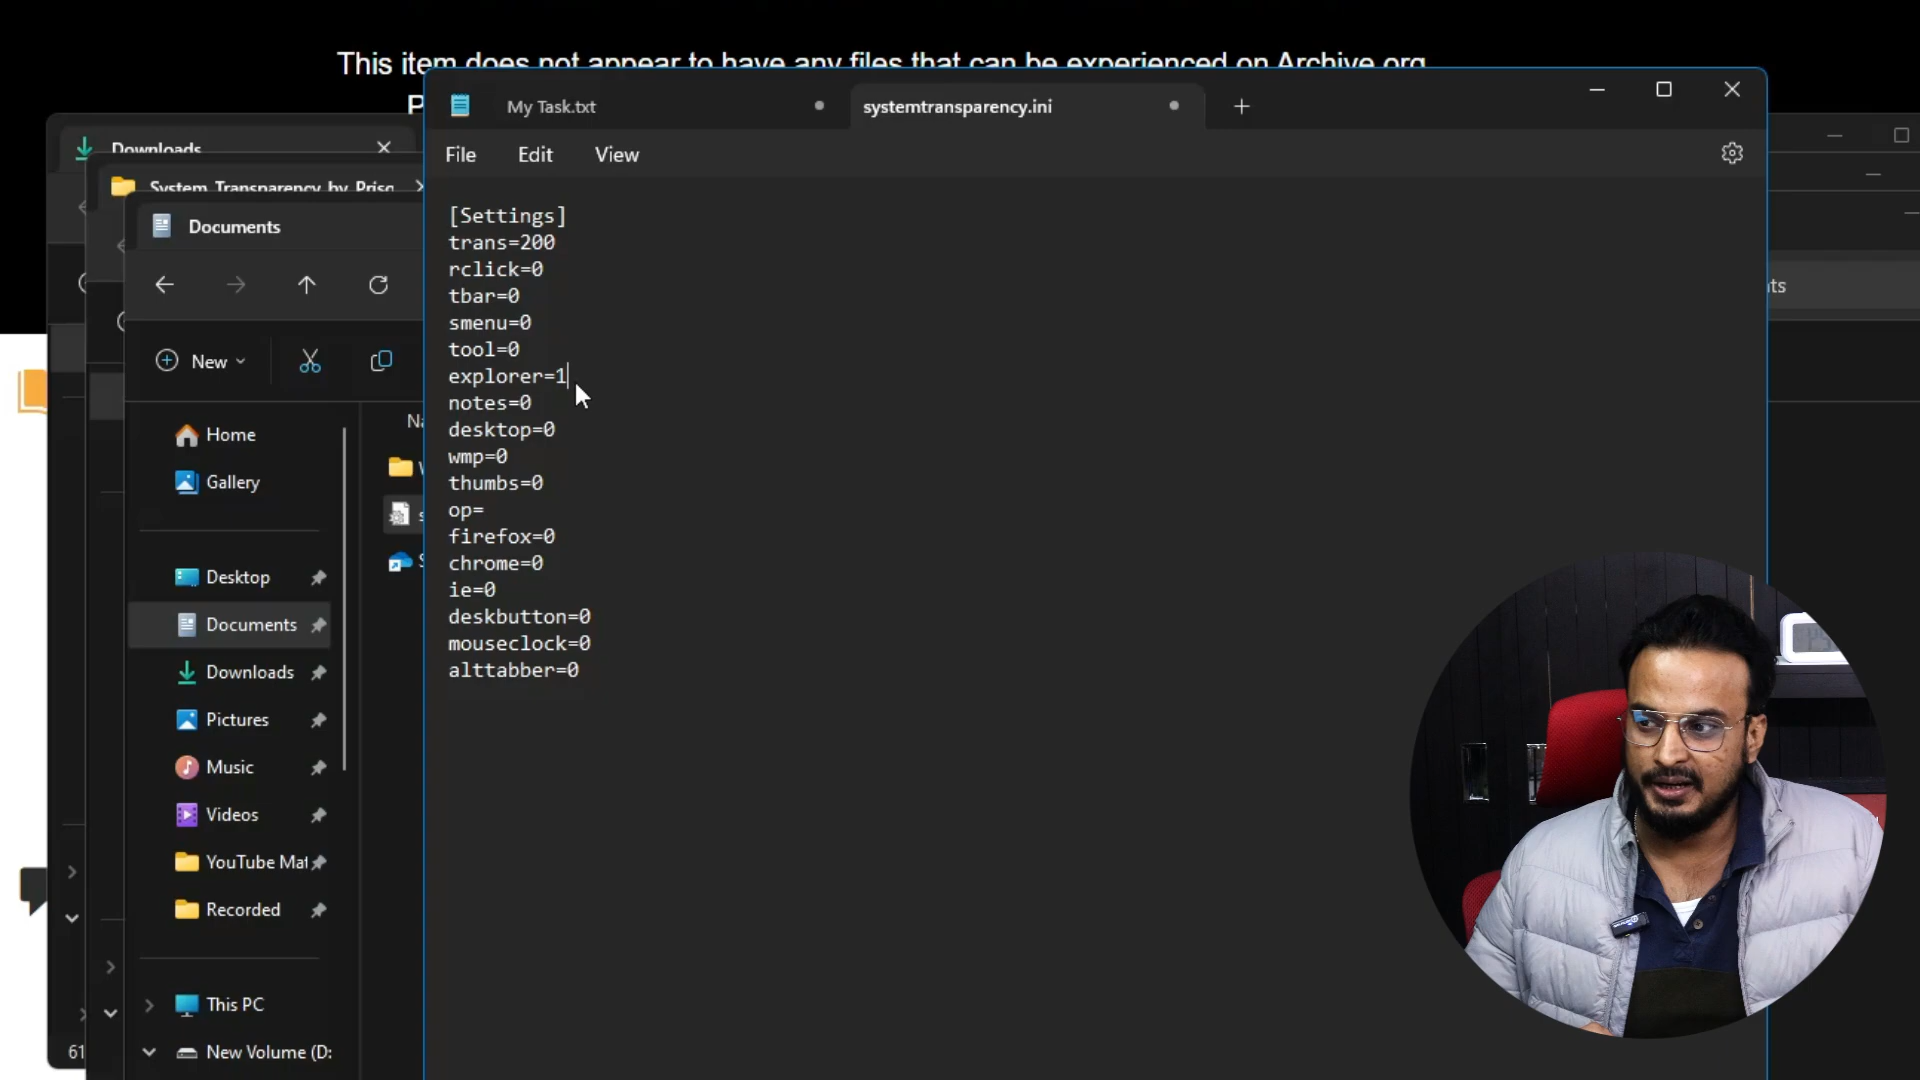 This item does not appear to have any files that can be experienced on Archive.org
My Task.txt
systemtransparency.ini
Downloads
System_Transparency_by_Prisc
Documents
File
Edit
View
[Settings]
trans=200
rclick=0
tbar=0
smenu=0
tool=0
explorer=1
notes=0
desktop=0
wmp=0
thumbs=0
op=
firefox=0
chrome=0
ie=0
deskbutton=0
mouseclock=0
alttabber=0
New
Home
Gallery
Desktop
Documents
Downloads
Pictures
Music
Videos
YouTube Mat
Recorded
This PC
New Volume (D:
61